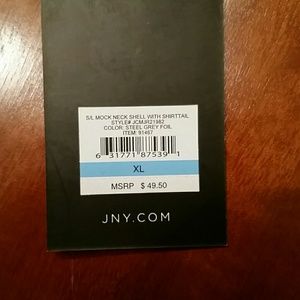 S/L MOCK NECK SHELL WITH SHIRTTAIL
STYLE# JCMJR21982
COLOR: STEEL GREY FOIL
ITEM: 91467
6 31771 87539 1
XL
MSRP $ 49.50
JNY.COM